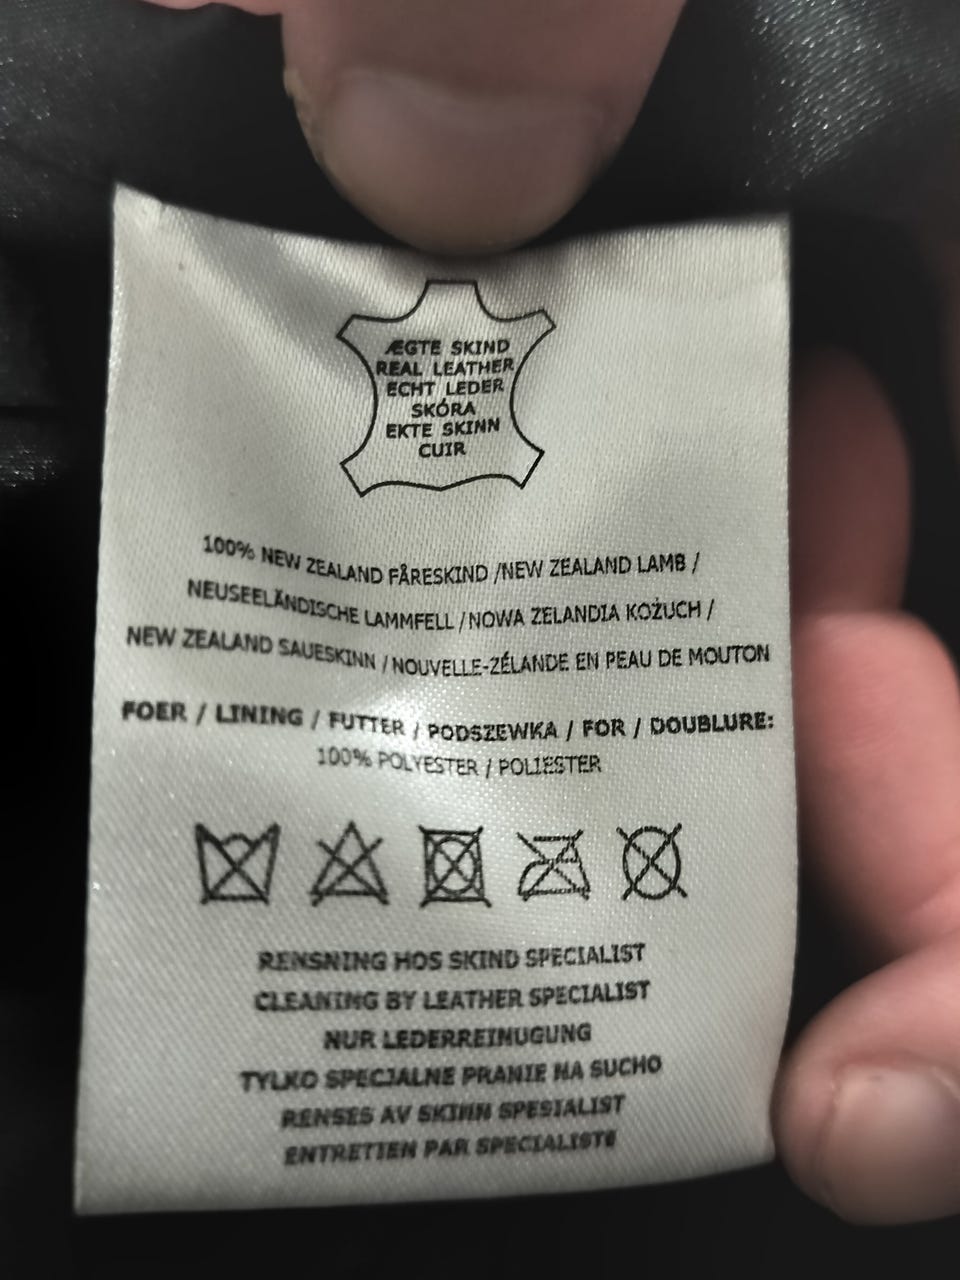 ÆGTE SKIND
REAL LEATHER
ECHT LEDER
SKÓRA
EKTE SKINN
CUIR
100% NEW ZEALAND FÅRESKIND /NEW ZEALAND LAMB /
NEUSEELÄNDISCHE LAMMFELL /NOWA ZELANDIA KOŻUCH /
NEW ZEALAND SAUESKINN / NOUVELLE-ZÉLANDE EN PEAU DE MOUTON
FOER / LINING / FUTTER / PODSZEWKA / FOR / DOUBLURE:
100% POLYESTER / POLIESTER
RENSNING HOS SKIND SPECIALIST
CLEANING BY LEATHER SPECIALIST
NUR LEDERREINUGUNG
TYLKO SPECJALNE PRANIE NA SUCHO
RENSES AV SKINN SPESIALIST
ENTRETIEN PAR SPECIALISTE